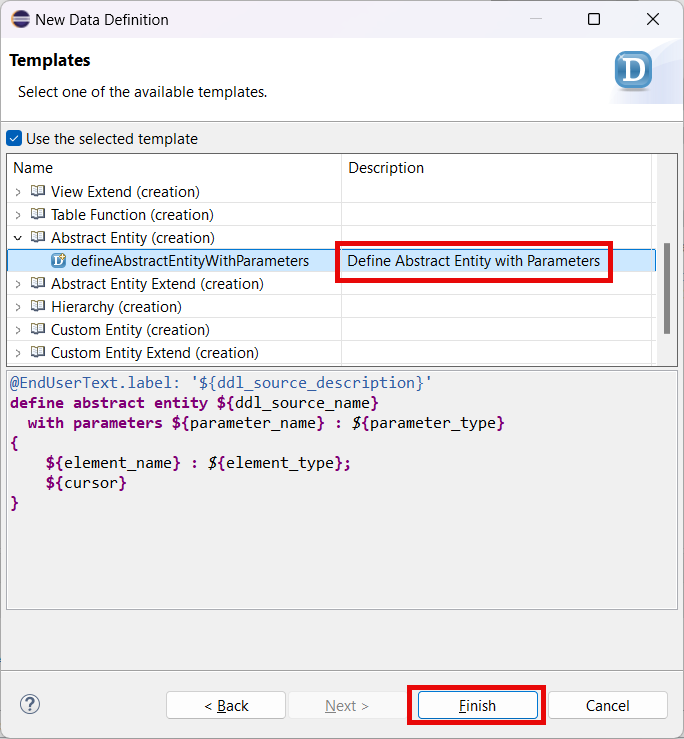 New Data Definition
Templates
Select one of the available templates.
D
Use the selected template
Name Description
View Extend (creation)
Table Function (creation)
Abstract Entity (creation)
defineAbstractEntityWithParameters Define Abstract Entity with Parameters
Abstract Entity Extend (creation)
Hierarchy (creation)
Custom Entity (creation)
Custom Entity Extend (creation)
@EndUserText.label: '${ddl_source_description}'
define abstract entity ${ddl_source_name}
  with parameters ${parameter_name} : ${parameter_type}
{
    ${element_name} : ${element_type};
    ${cursor}
}
? < Back Next > Finish Cancel